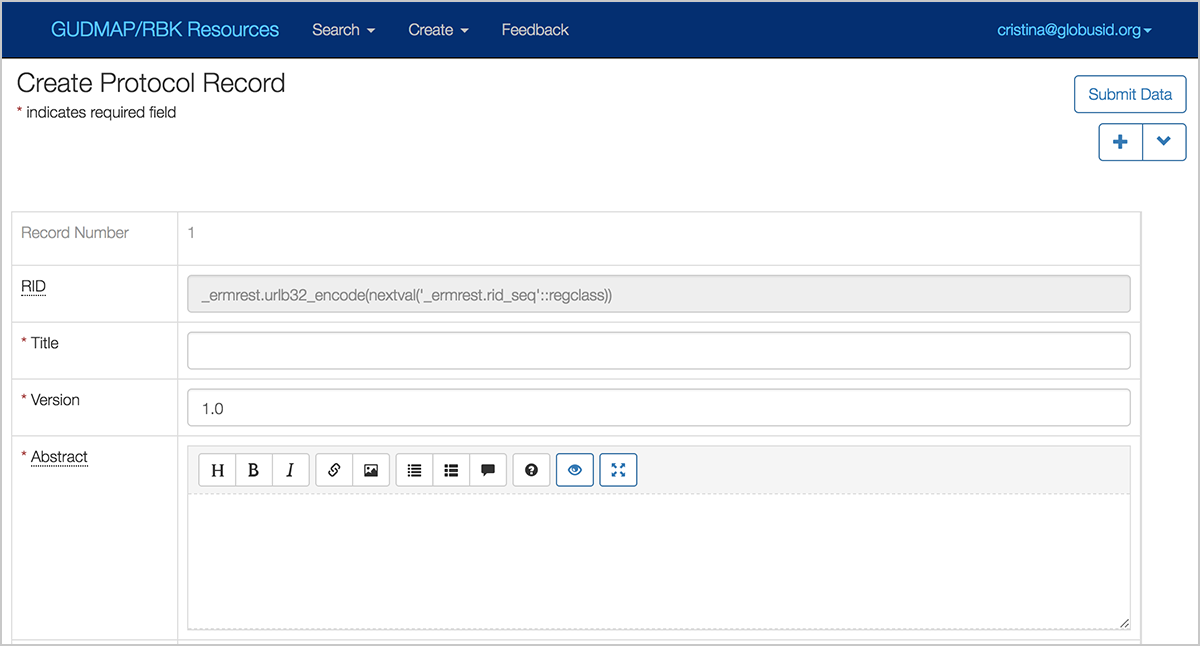 GUDMAP/RBK Resources Search Create Feedback cristina@globusid.org
Create Protocol Record
* indicates required field
Submit Data
Record Number 1
RID _ermrest.urlb32_encode(nextval('_ermrest.rid_seq'::regclass))
* Title
* Version 1.0
* Abstract
H B I